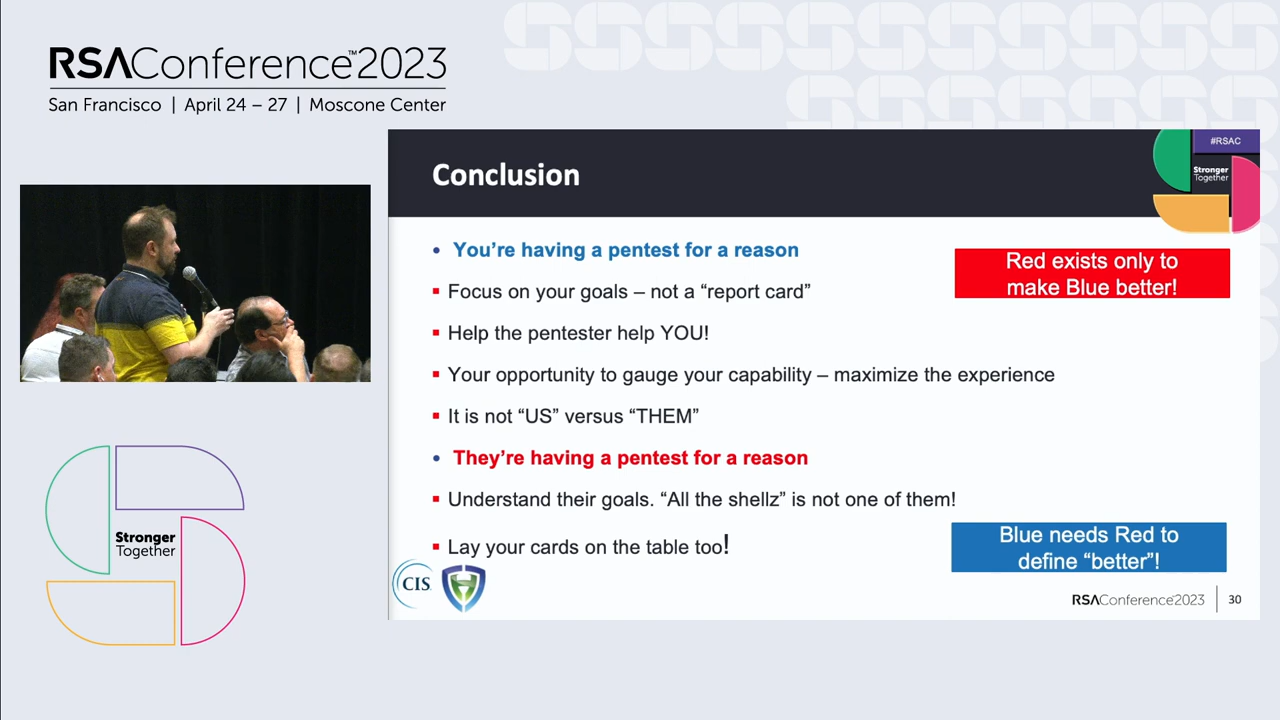 RSAConference™2023
San Francisco | April 24 – 27 | Moscone Center
#RSAC
Stronger
Together
Conclusion
• You’re having a pentest for a reason
▪ Focus on your goals – not a “report card”
▪ Help the pentester help YOU!
▪ Your opportunity to gauge your capability – maximize the experience
▪ It is not “US” versus “THEM”
• They’re having a pentest for a reason
▪ Understand their goals. “All the shellz” is not one of them!
▪ Lay your cards on the table too!
Red exists only to
make Blue better!
Blue needs Red to
define “better”!
CIS
RSAConference2023 | 30
Stronger
Together